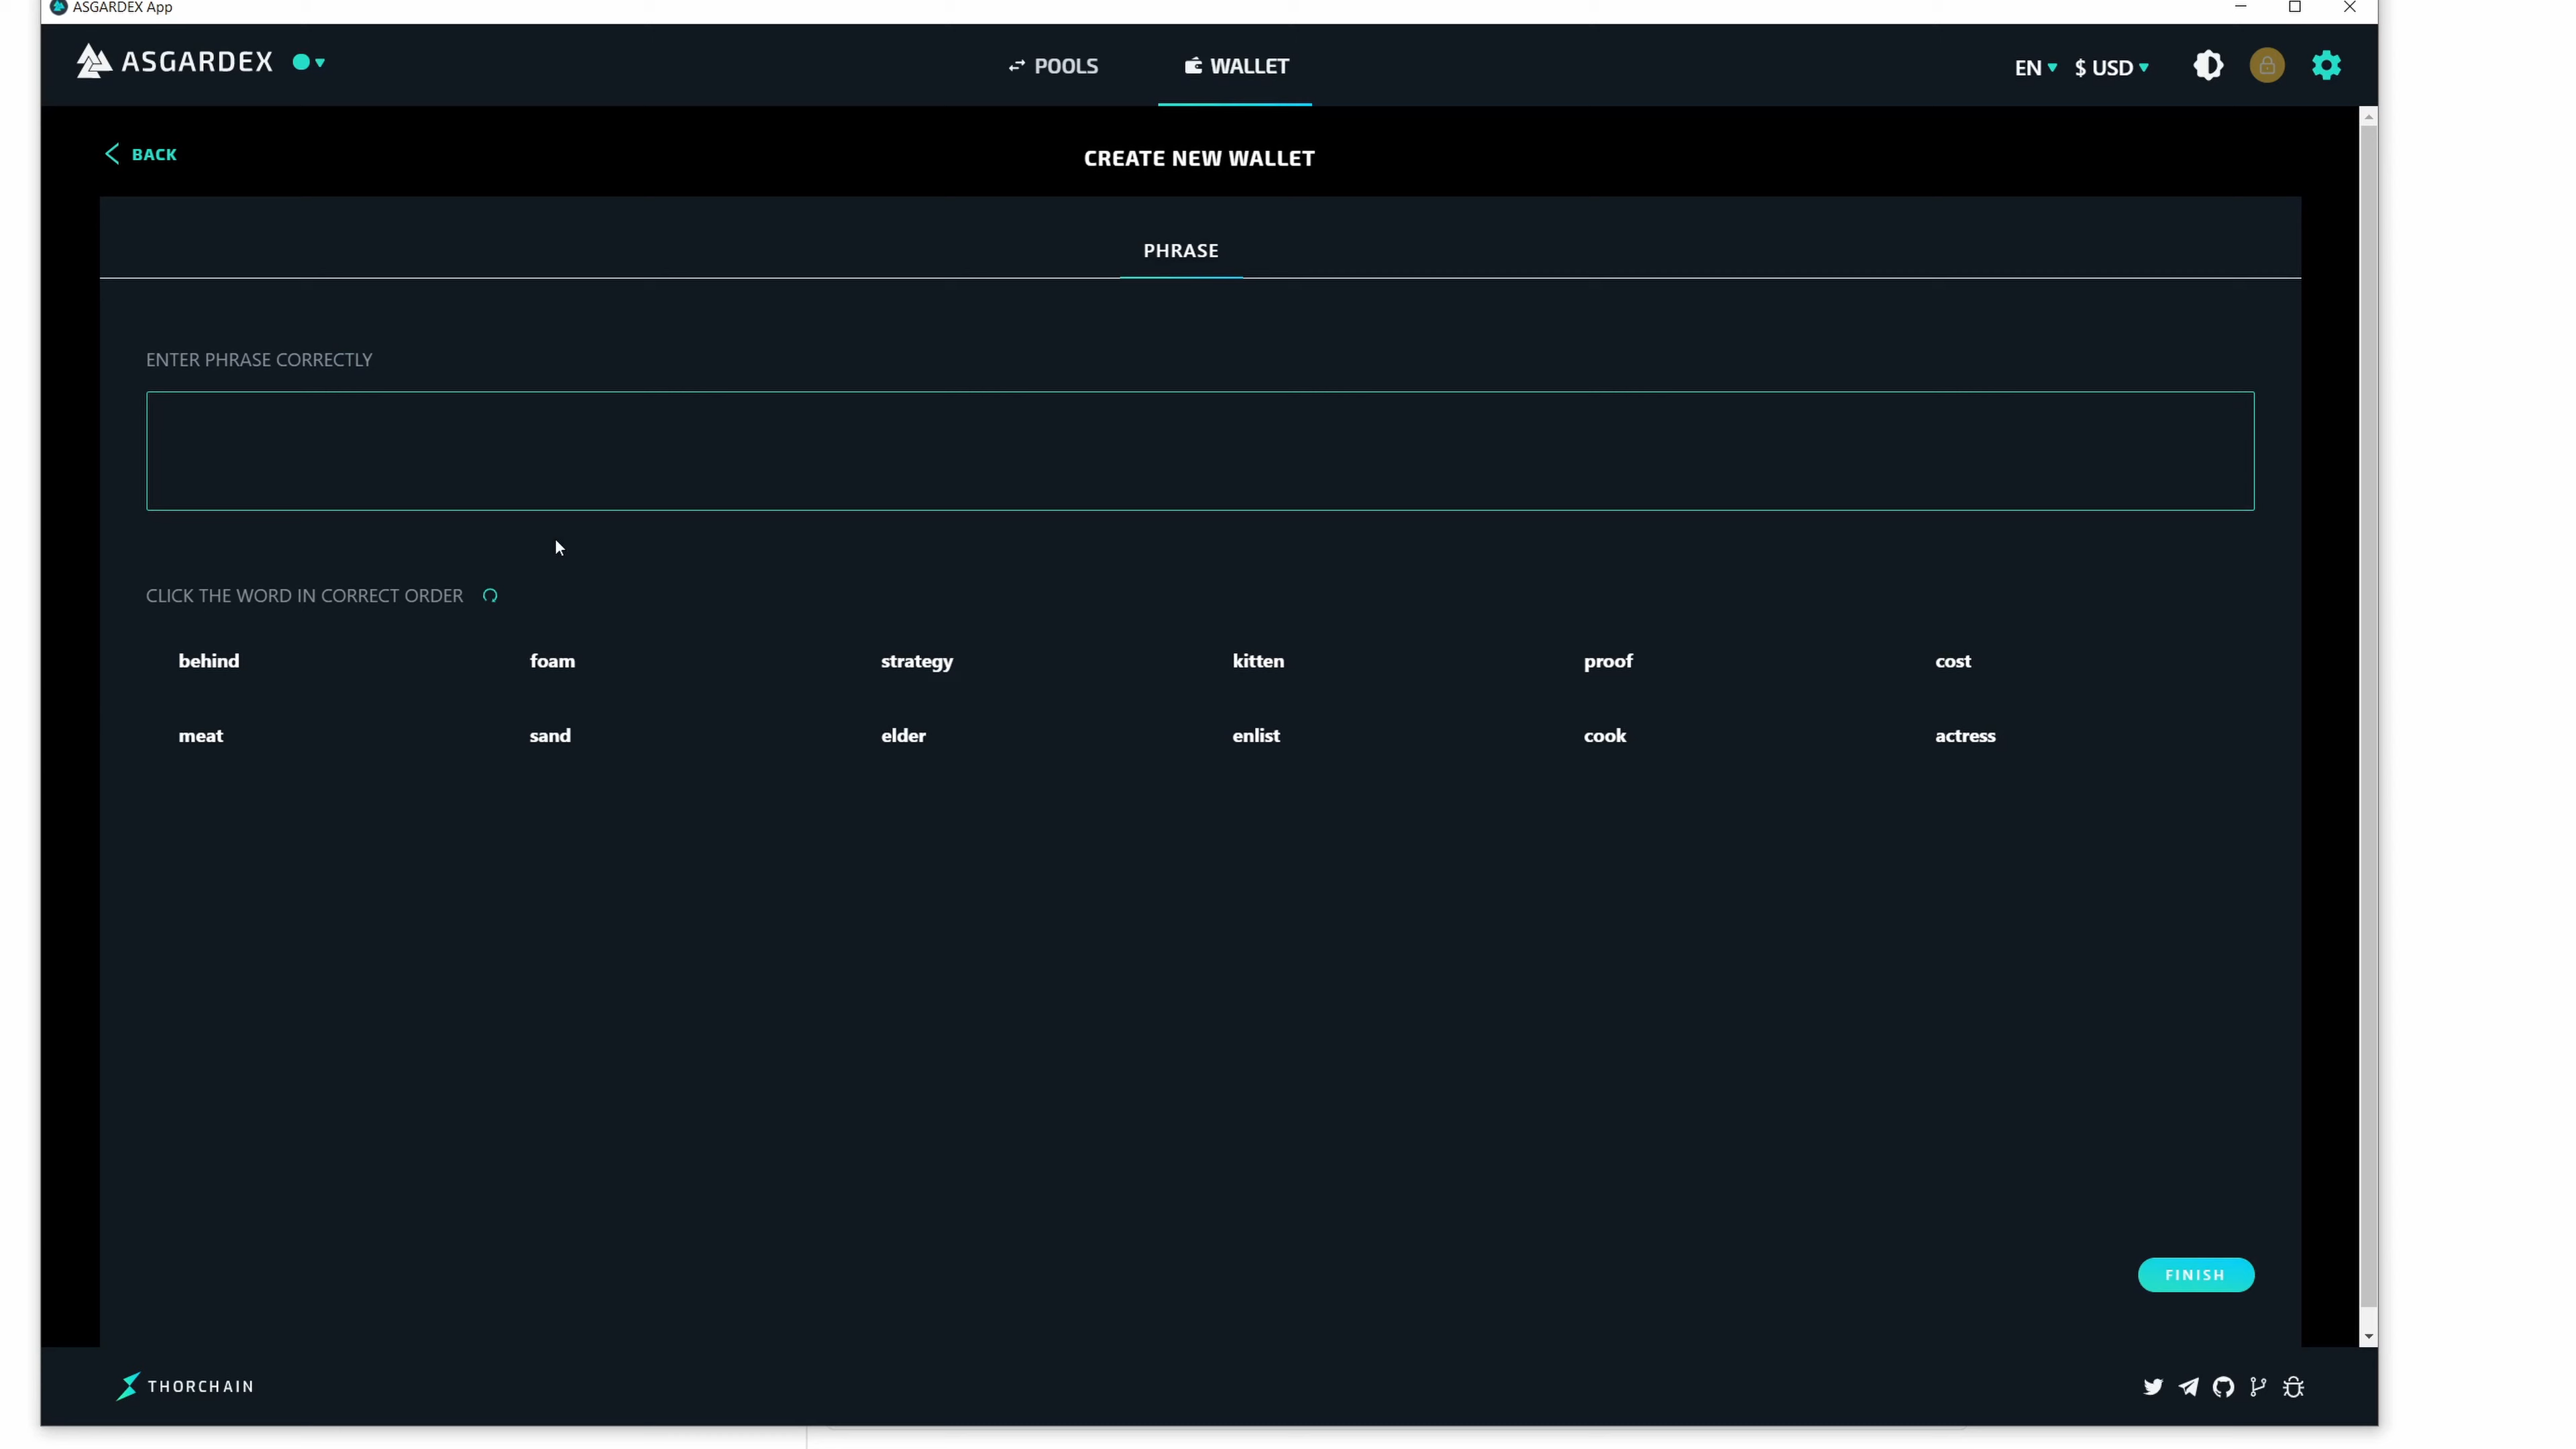 ASGARDEX App
ASGARDEX POOLS WALLET EN $ USD
BACK CREATE NEW WALLET
PHRASE
ENTER PHRASE CORRECTLY
CLICK THE WORD IN CORRECT ORDER
behind foam strategy kitten proof cost
meat sand elder enlist cook actress
FINISH
THORCHAIN